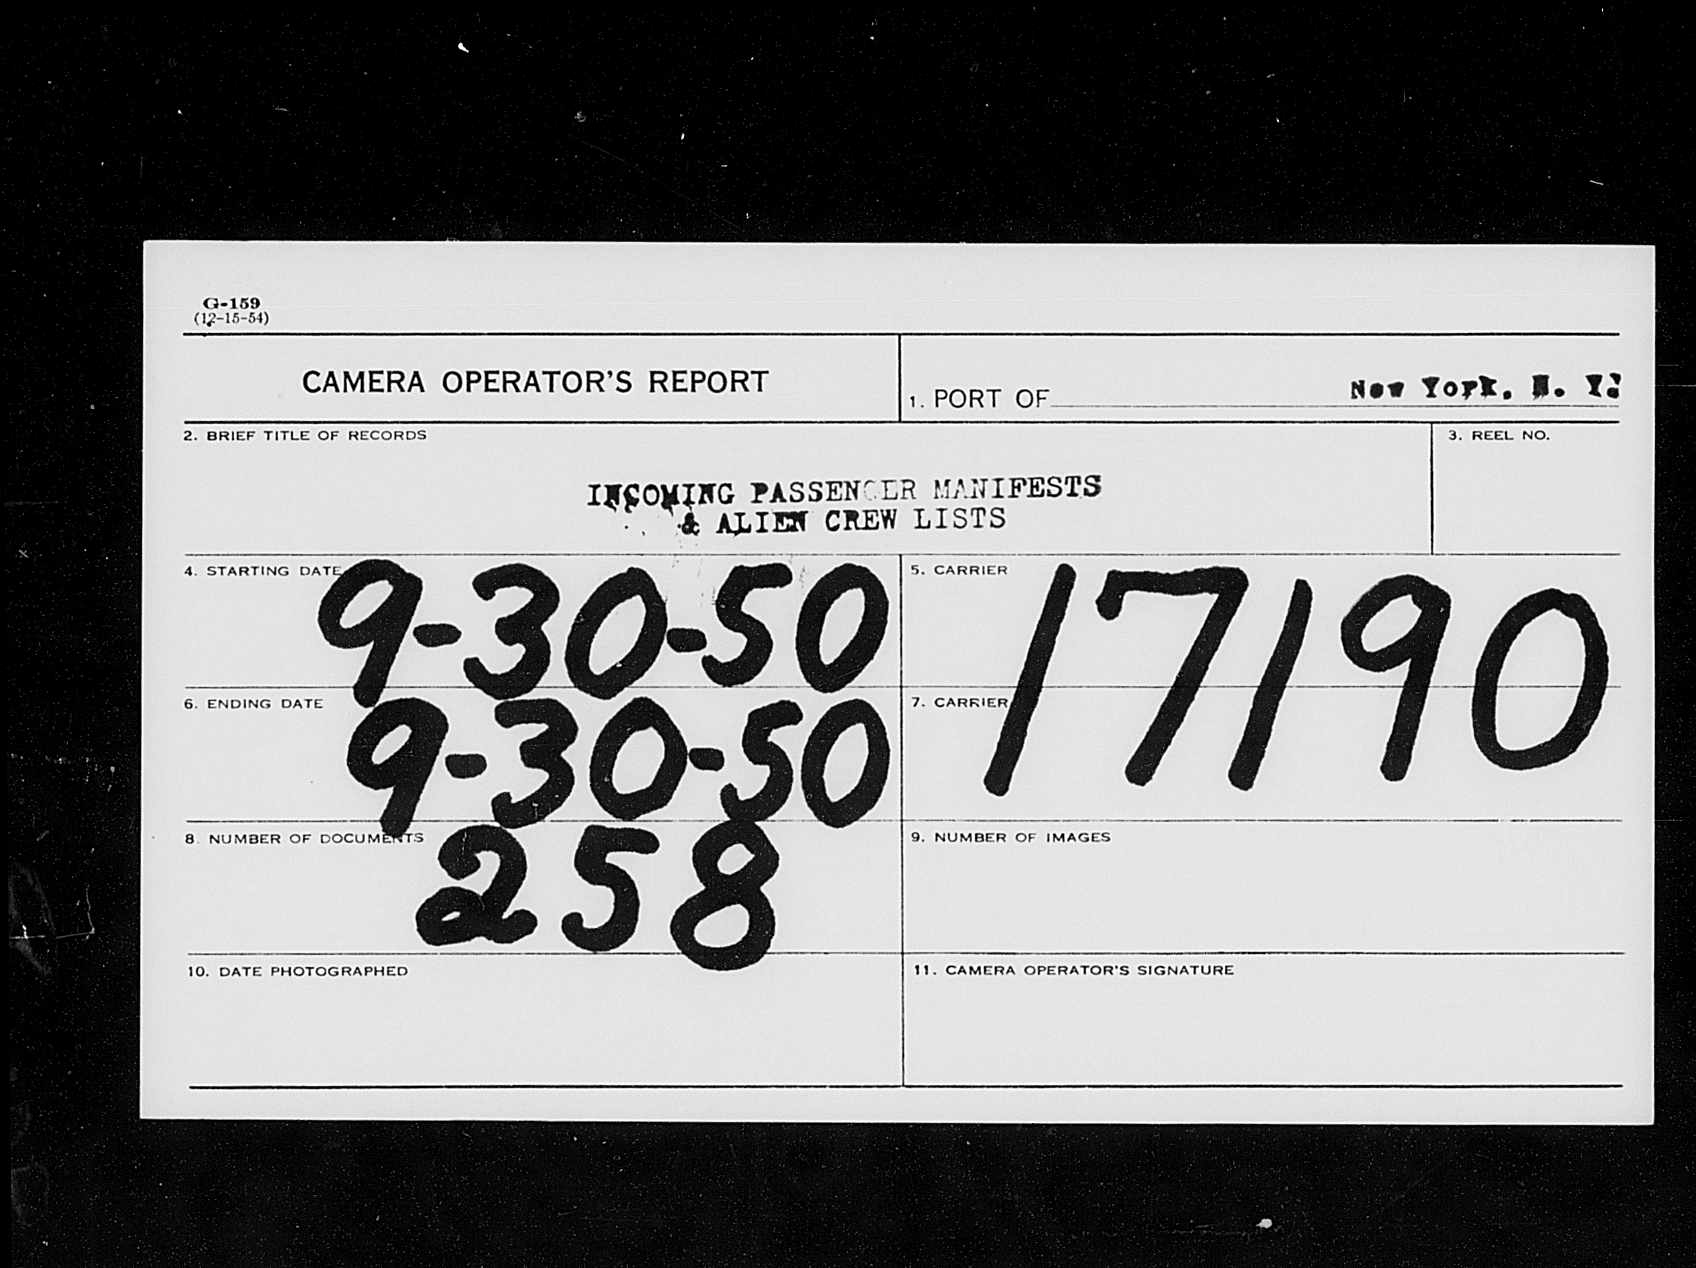 G-159
(12-15-54)
CAMERA OPERATOR'S REPORT
1. PORT OF New York, N. Y.
2. BRIEF TITLE OF RECORDS
3. REEL NO.
INCOMING PASSENGER MANIFESTS
& ALIEN CREW LISTS
4. STARTING DATE 9-30-50
5. CARRIER 17190
6. ENDING DATE 9-30-50
7. CARRIER
8. NUMBER OF DOCUMENTS 258
9. NUMBER OF IMAGES
10. DATE PHOTOGRAPHED
11. CAMERA OPERATOR'S SIGNATURE